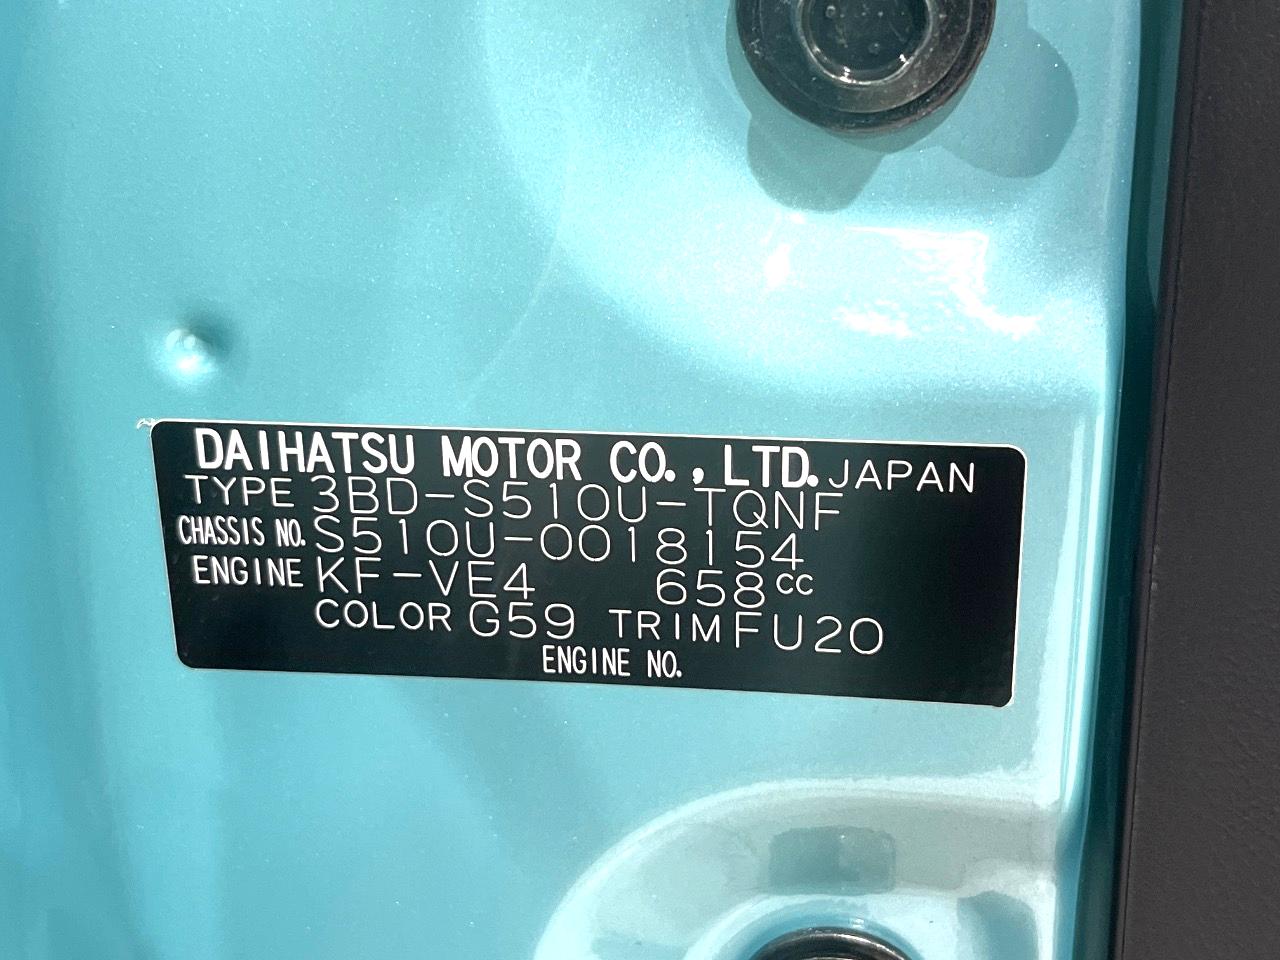 DAIHATSU MOTOR CO., LTD. JAPAN
TYPE 3BD-S510U-TQNF
CHASSIS NO. S510U-0018154
ENGINE KF-VE4 658cc
COLOR G59 TRIM FU20
ENGINE NO.